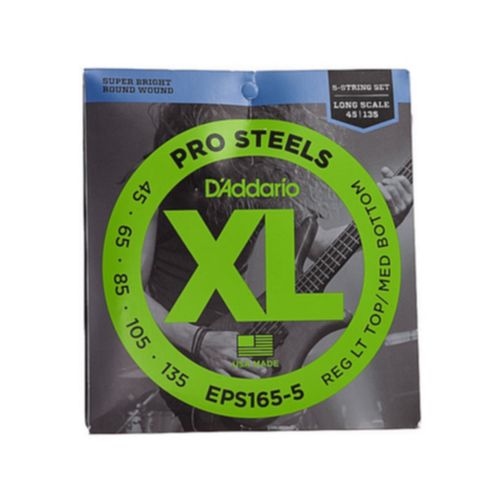 SUPER BRIGHT
ROUND WOUND
5-STRING SET
LONG SCALE
45 | 135
PRO STEELS
D'Addario
XL
USA MADE
45 · 65 · 85 · 105 · 135
EPS165-5
REG LT TOP/MED BOTTOM